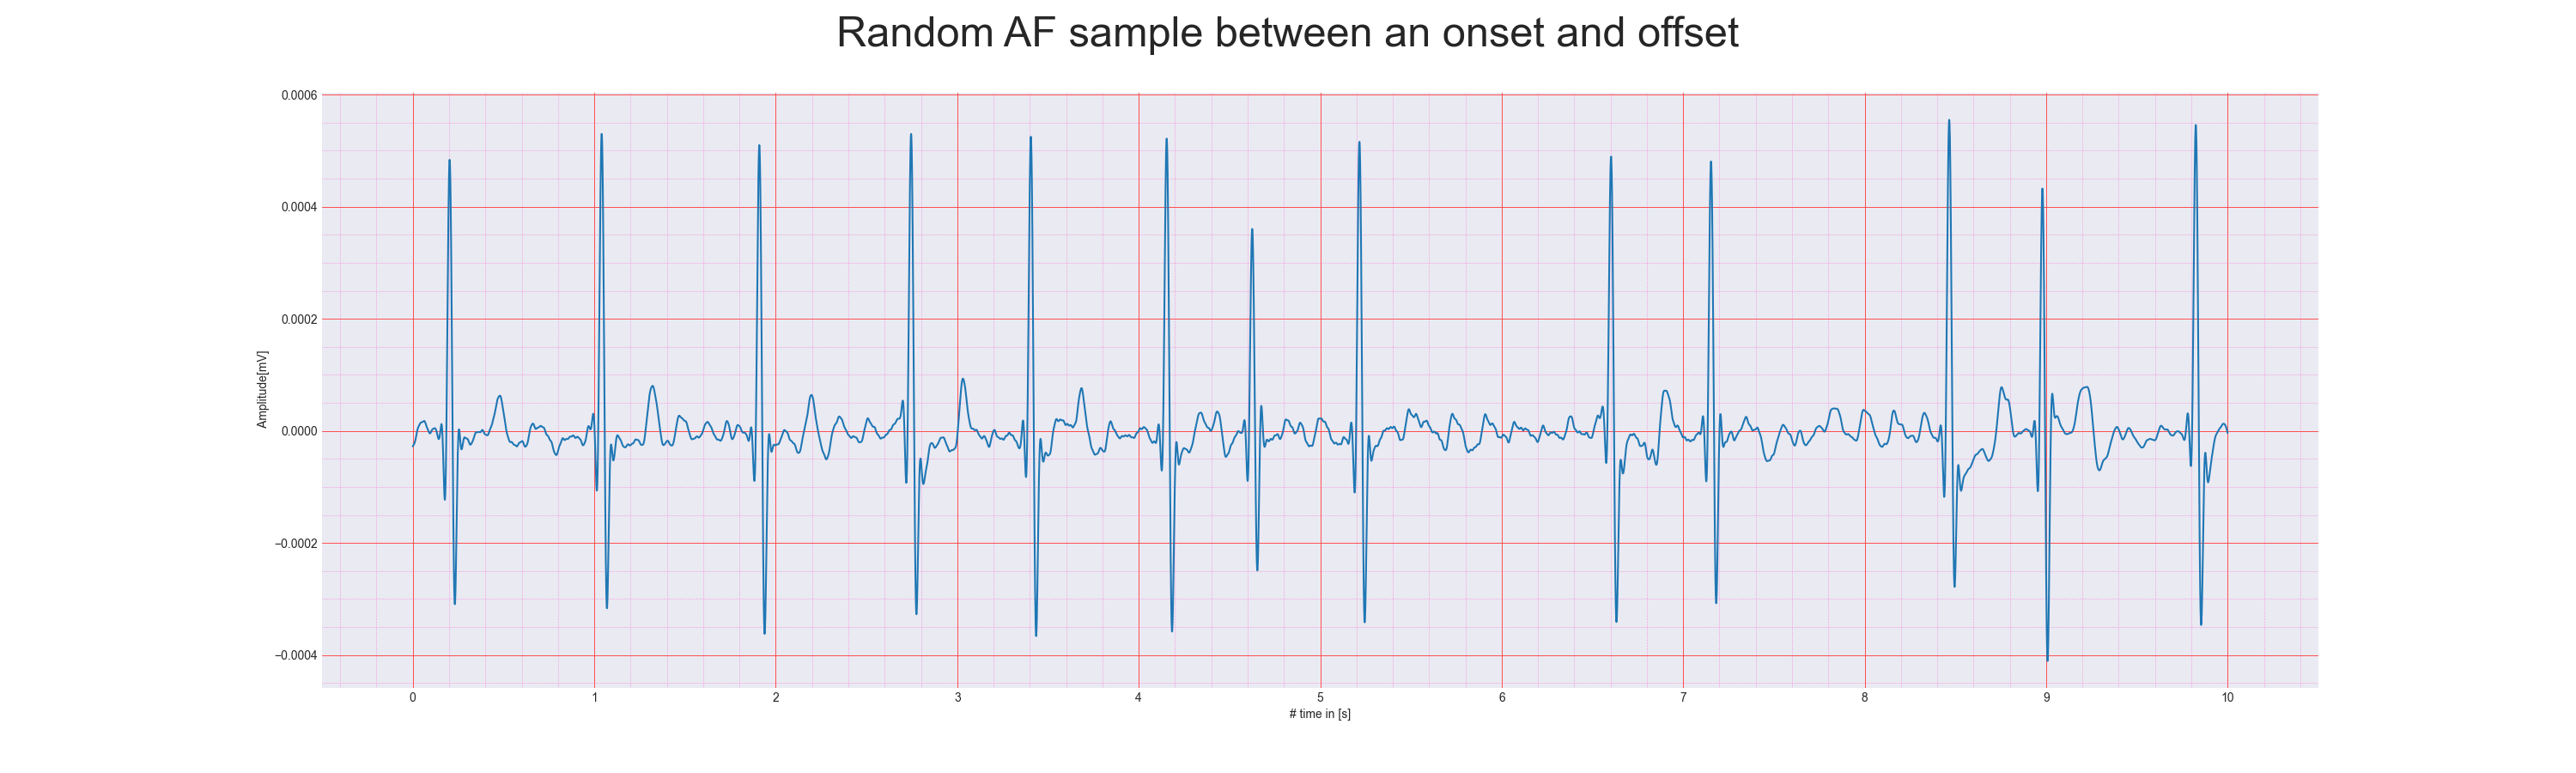 Random AF sample between an onset and offset
0.0006
0.0004
0.0002
0.0000
−0.0002
−0.0004
Amplitude[mV]
0 1 2 3 4 5 6 7 8 9 10
# time in [s]